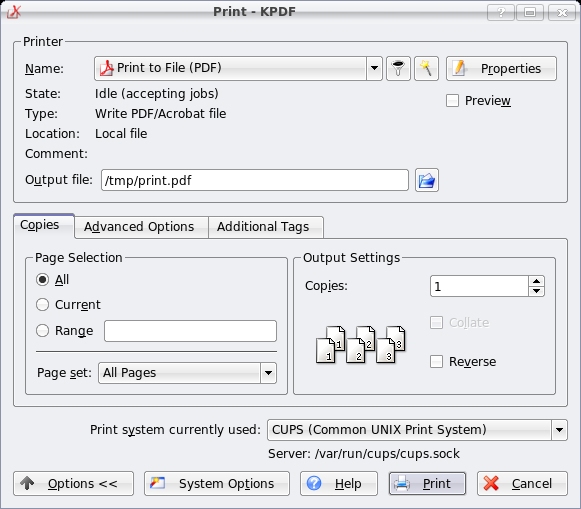 Print - KPDF
Printer
Name: Print to File (PDF) Properties
State: Idle (accepting jobs)
Type: Write PDF/Acrobat file Preview
Location: Local file
Comment:
Output file: /tmp/print.pdf
Copies Advanced Options Additional Tags
Page Selection
All
Current
Range
Page set: All Pages
Output Settings
Copies: 1
Collate
1 2 3
1 2 3
Reverse
Print system currently used: CUPS (Common UNIX Print System)
Server: /var/run/cups/cups.sock
Options << System Options Help Print Cancel